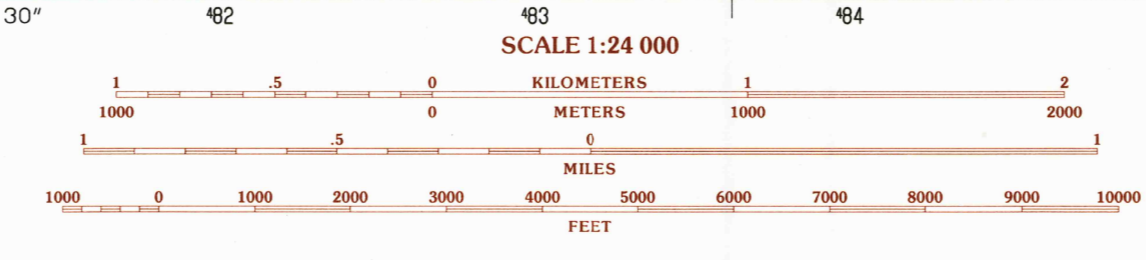 30″ ⁴82 ⁴83 ⁴84
SCALE 1:24 000
1 .5 0 KILOMETERS 1 2
1000 0 METERS 1000 2000
1 .5 0 1
MILES
1000 0 1000 2000 3000 4000 5000 6000 7000 8000 9000 10000
FEET